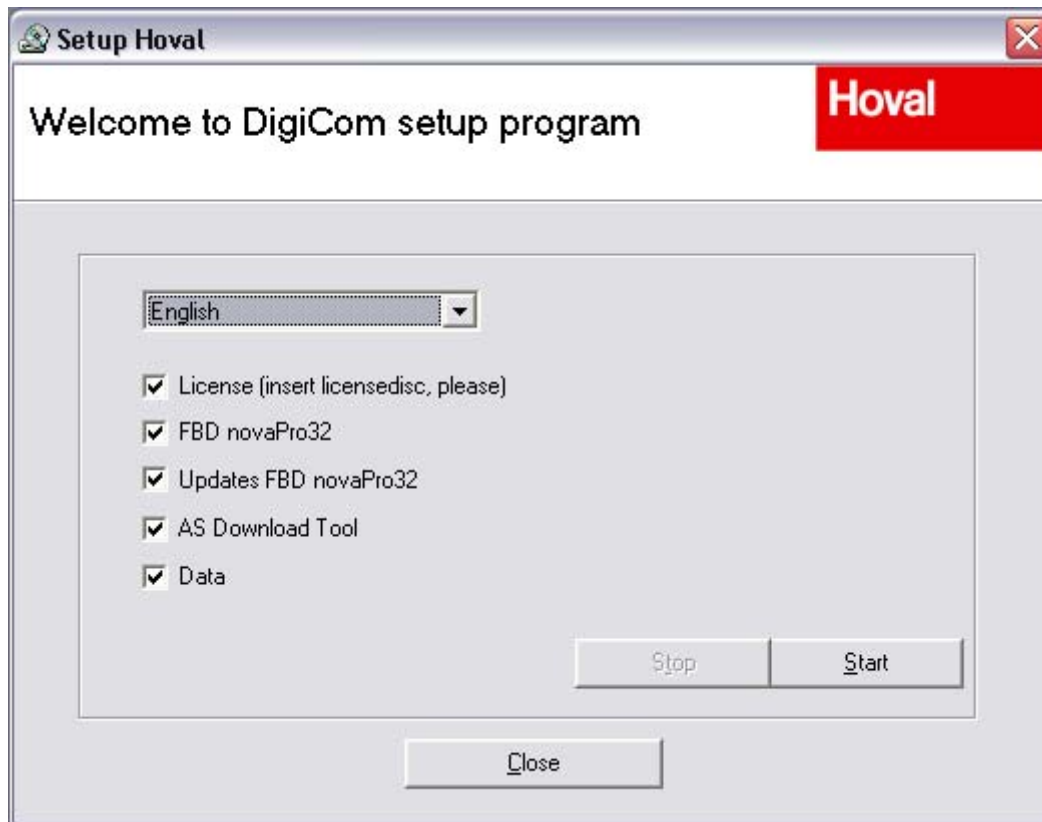 Setup Hoval
Welcome to DigiCom setup program
Hoval
English
License (insert licensedisc, please)
FBD novaPro32
Updates FBD novaPro32
AS Download Tool
Data
Stop
Start
Close